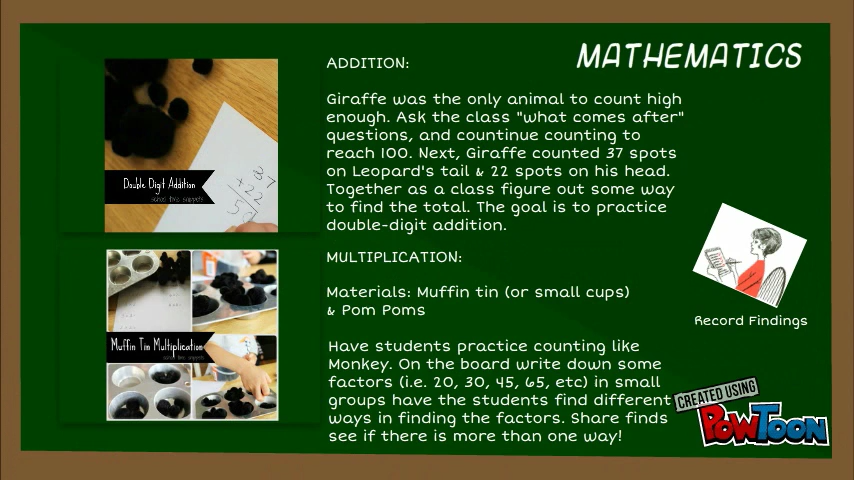 MATHEMATICS
ADDITION:
Giraffe was the only animal to count high
enough. Ask the class "what comes after"
questions, and countinue counting to
reach 100. Next, Giraffe counted 37 spots
on Leopard's tail & 22 spots on his head.
Together as a class figure out some way
to find the total. The goal is to practice
double-digit addition.
Double Digit Addition
school time snippets
MULTIPLICATION:
Materials: Muffin tin (or small cups)
& Pom Poms
Have students practice counting like
Monkey. On the board write down some
factors (i.e. 20, 30, 45, 65, etc) in small
groups have the students find different
ways in finding the factors. Share finds
see if there is more than one way!
Muffin Tin Multiplication
school time snippets
Record Findings
CREATED USING
POWTOON